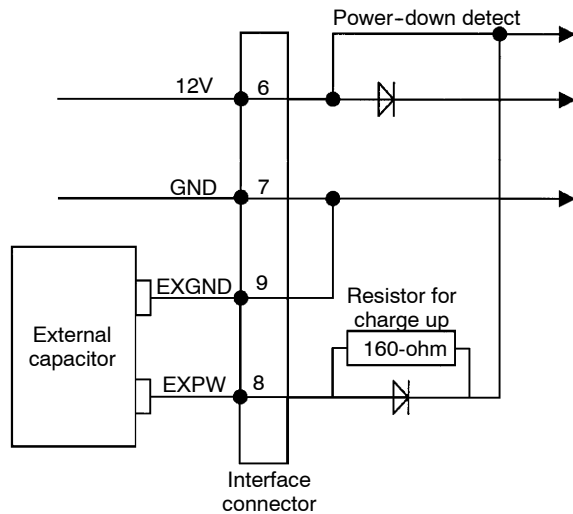 Power-down detect
12V
6
GND
7
EXGND
9
Resistor for
charge up
160-ohm
External
capacitor
EXPW
8
Interface
connector